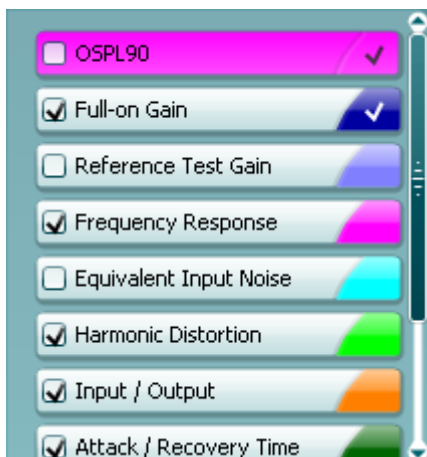 OSPL90
Full-on Gain
Reference Test Gain
Frequency Response
Equivalent Input Noise
Harmonic Distortion
Input / Output
Attack / Recovery Time